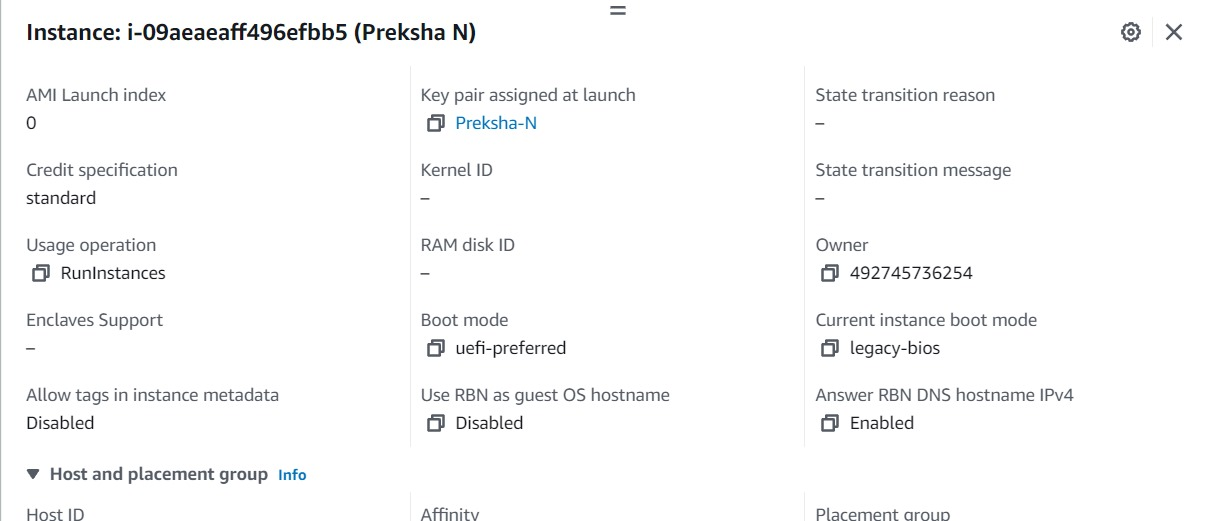 Instance: i-09aeaeaff496efbb5 (Preksha N)
AMI Launch index
0
Key pair assigned at launch
Preksha-N
State transition reason
–
Credit specification
standard
Kernel ID
–
State transition message
–
Usage operation
RunInstances
RAM disk ID
–
Owner
492745736254
Enclaves Support
–
Boot mode
uefi-preferred
Current instance boot mode
legacy-bios
Allow tags in instance metadata
Disabled
Use RBN as guest OS hostname
Disabled
Answer RBN DNS hostname IPv4
Enabled
Host and placement group Info
Host ID
Affinity
Placement group